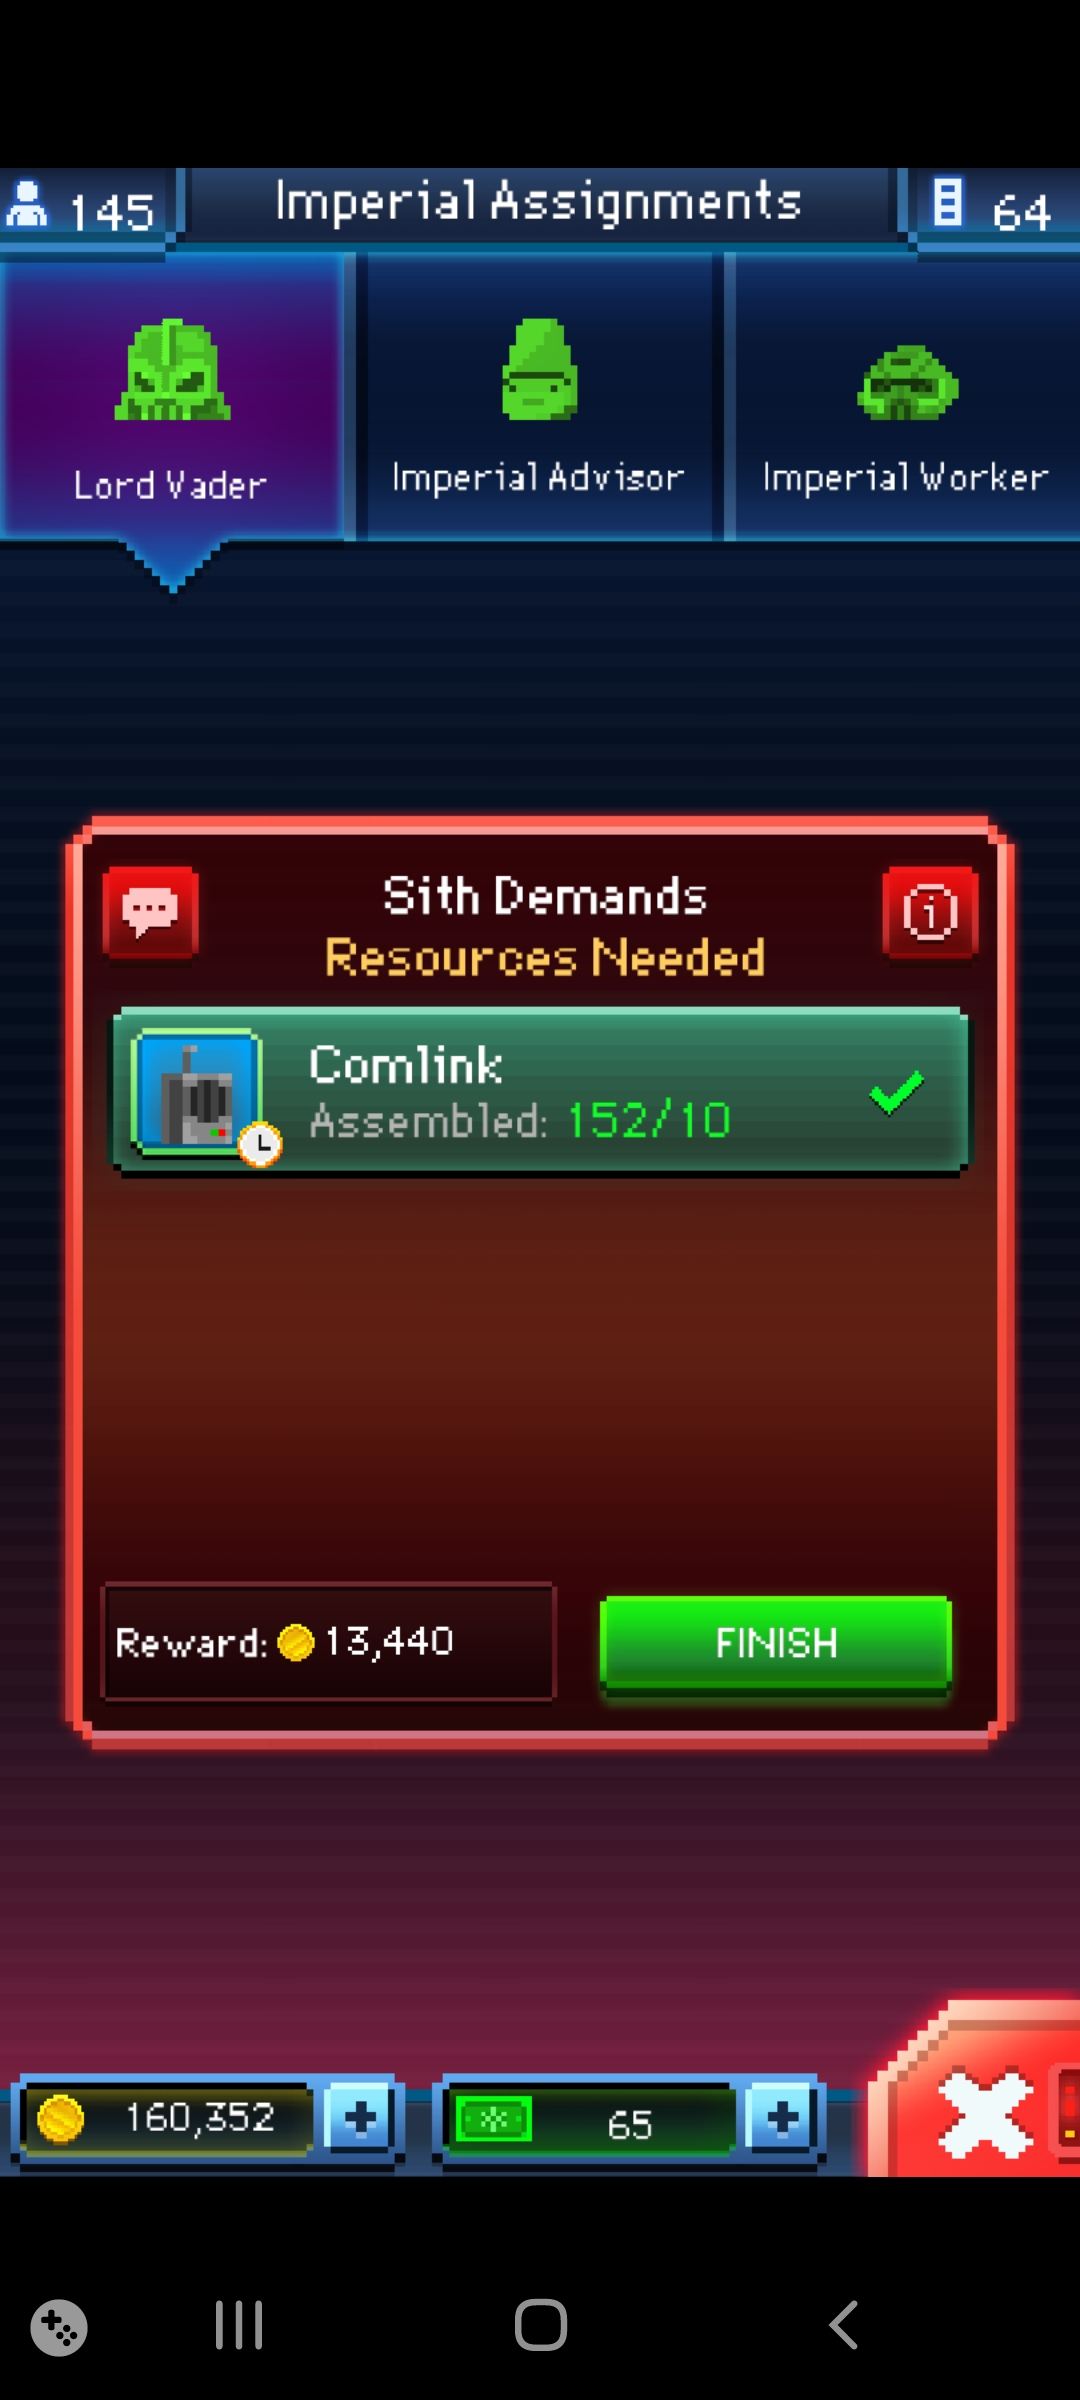 145
Imperial Assignments
64
Lord Vader
Imperial Advisor
Imperial Worker
Sith Demands
Resources Needed
Comlink
Assembled: 152/10
Reward: 13,440
FINISH
160,352
65